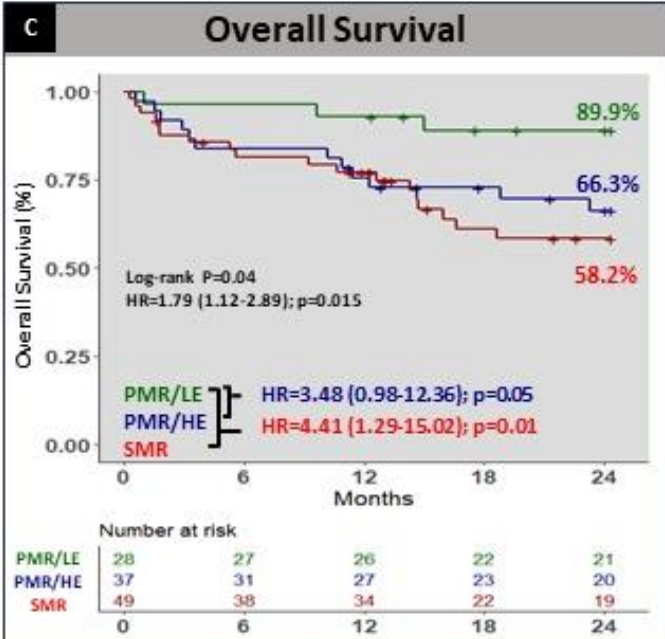 C Overall Survival
Overall Survival (%)
1.00
0.75
0.50
0.25
0.00
89.9%
66.3%
58.2%
Log-rank P=0.04
HR=1.79 (1.12-2.89); p=0.015
PMR/LE HR=3.48 (0.98-12.36); p=0.05
PMR/HE HR=4.41 (1.29-15.02); p=0.01
SMR
0 6 12 18 24
Months
Number at risk
PMR/LE 28 27 26 22 21
PMR/HE 37 31 27 23 20
SMR 49 38 34 22 19
0 6 12 18 24